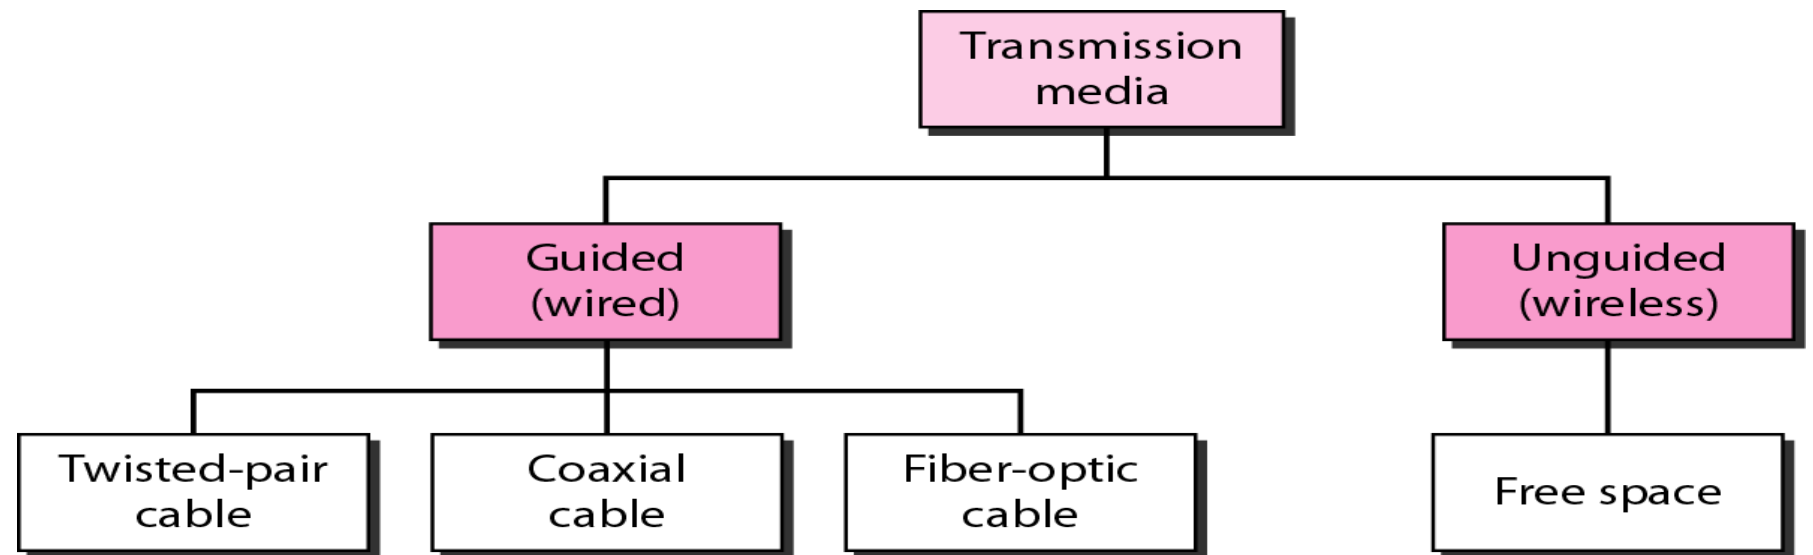 Transmission
media
Guided
(wired)
Unguided
(wireless)
Twisted-pair
cable
Coaxial
cable
Fiber-optic
cable
Free space